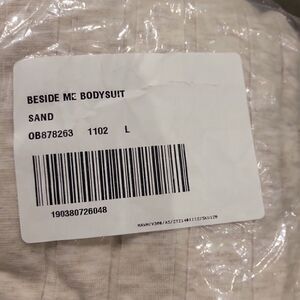 BESIDE ME BODYSUIT
SAND
OB878263 1102 L
190380726048